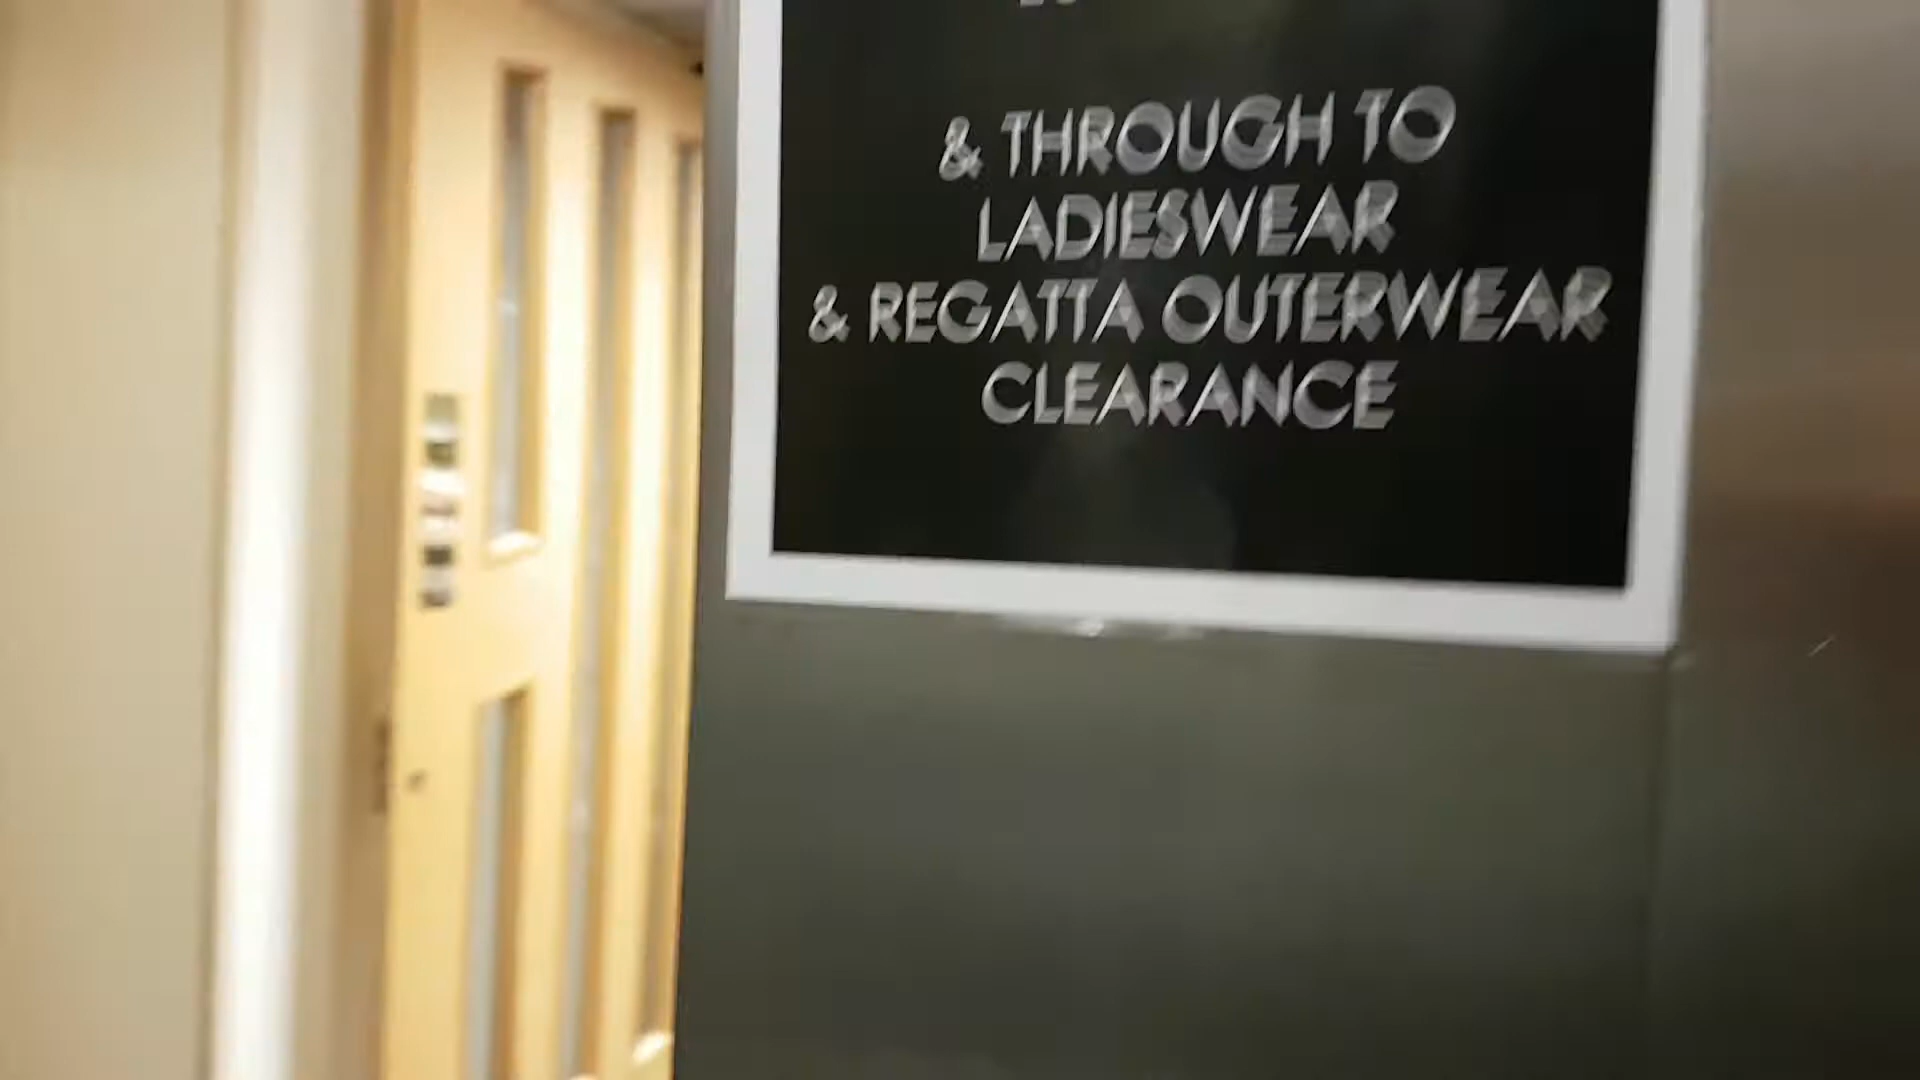 & THROUGH TO
LADIESWEAR
& REGATTA OUTERWEAR
CLEARANCE